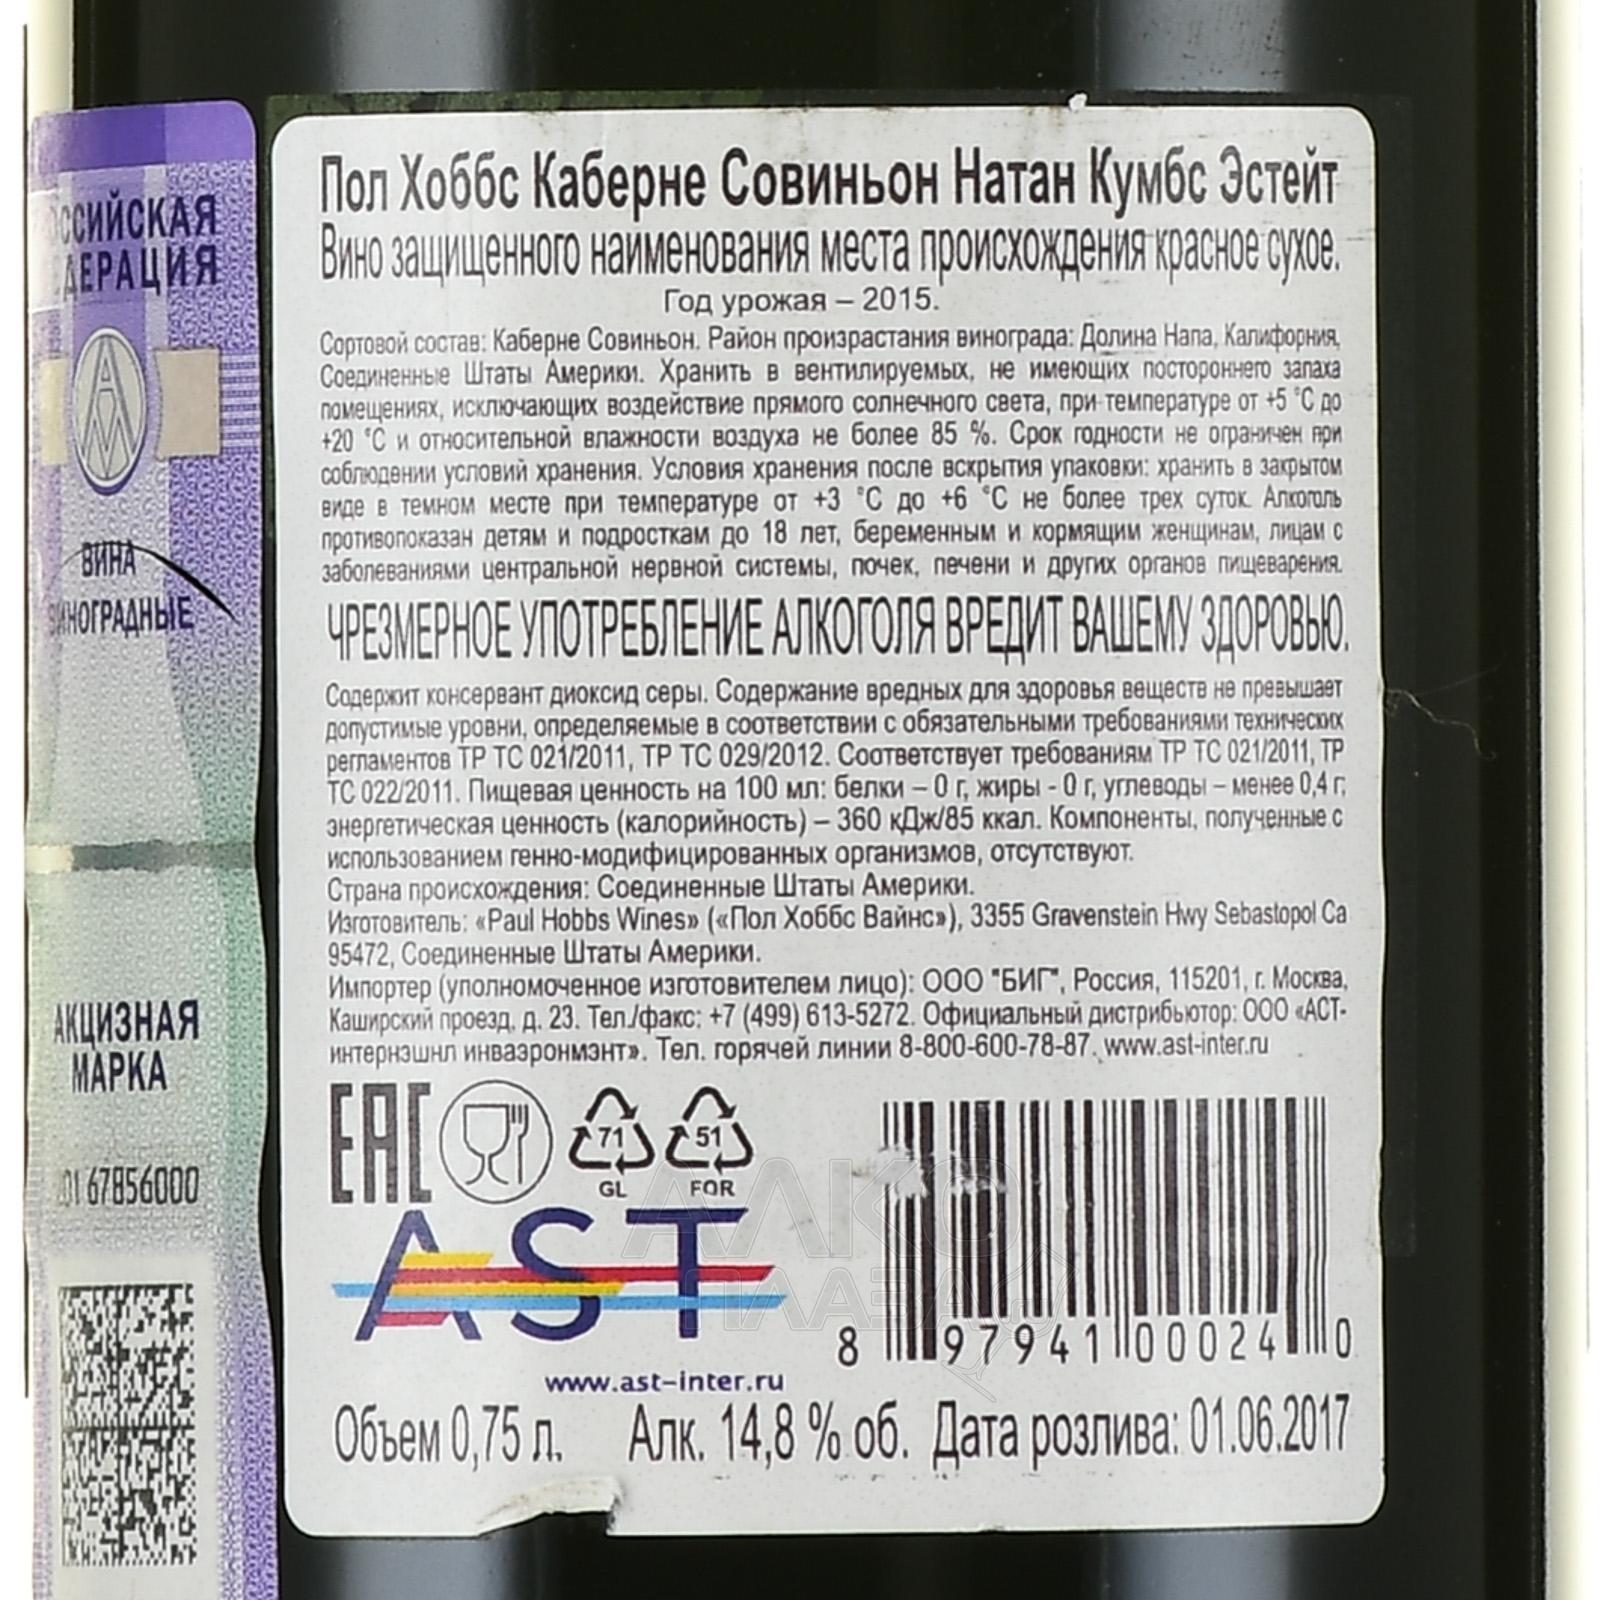 Пол Хоббс Каберне Совиньон Натан Кумбс Эстейт
Вино защищенного наименования места происхождения красное сухое.
Год урожая – 2015.
Сортовой состав: Каберне Совиньон. Район произрастания винограда: Долина Напа, Калифорния,
Соединенные Штаты Америки. Хранить в вентилируемых, не имеющих постороннего запаха
помещениях, исключающих воздействие прямого солнечного света, при температуре от +5 °С до
+20 °С и относительной влажности воздуха не более 85 %. Срок годности не ограничен при
соблюдении условий хранения. Условия хранения после вскрытия упаковки: хранить в закрытом
виде в темном месте при температуре от +3 °С до +6 °С не более трех суток. Алкоголь
противопоказан детям и подросткам до 18 лет, беременным и кормящим женщинам, лицам с
заболеваниями центральной нервной системы, почек, печени и других органов пищеварения.
ЧРЕЗМЕРНОЕ УПОТРЕБЛЕНИЕ АЛКОГОЛЯ ВРЕДИТ ВАШЕМУ ЗДОРОВЬЮ.
Содержит консервант диоксид серы. Содержание вредных для здоровья веществ не превышает
допустимые уровни, определяемые в соответствии с обязательными требованиями технических
регламентов ТР ТС 021/2011, ТР ТС 029/2012. Соответствует требованиям ТР ТС 021/2011, ТР
ТС 022/2011. Пищевая ценность на 100 мл: белки – 0 г, жиры - 0 г, углеводы – менее 0,4 г;
энергетическая ценность (калорийность) – 360 кДж/85 ккал. Компоненты, полученные с
использованием генно-модифицированных организмов, отсутствуют.
Страна происхождения: Соединенные Штаты Америки.
Изготовитель: «Paul Hobbs Wines» («Пол Хоббс Вайнс»), 3355 Gravenstein Hwy Sebastopol Ca
95472, Соединенные Штаты Америки.
Импортер (уполномоченное изготовителем лицо): ООО "БИГ", Россия, 115201, г. Москва,
Каширский проезд, д. 23. Тел./факс: +7 (499) 613-5272. Официальный дистрибьютор: ООО «АСТ-
интернэшнл инваэронмэнт». Тел. горячей линии 8-800-600-78-87. www.ast-inter.ru
EAC
71
GL
51
FOR
AST
www.ast-inter.ru
8 97941 00024 0
Объем 0,75 л. Алк. 14,8 % об. Дата розлива: 01.06.2017
ОССИЙСКАЯ
ДЕРАЦИЯ
ВИНА
ВИНОГРАДНЫЕ
АКЦИЗНАЯ
МАРКА
01 67856000
АЛКО
ПЛАЗА